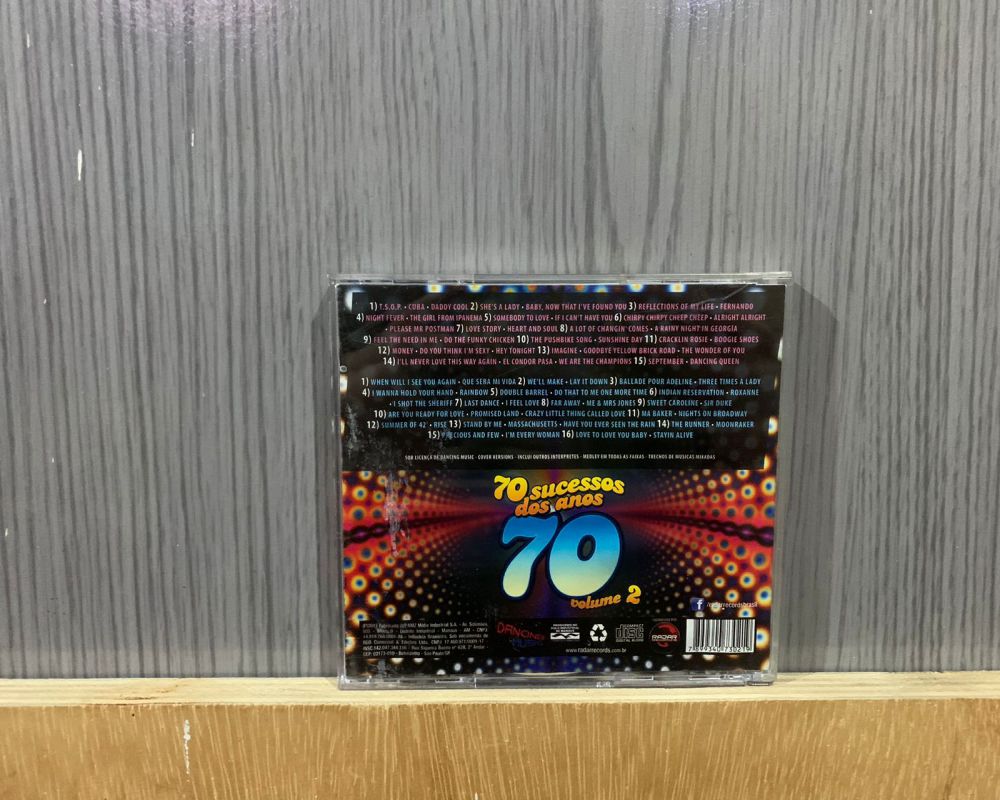 1) T.S.O.P. • CUBA • DADDY COOL 2) SHE'S A LADY • BABY, NOW THAT I'VE FOUND YOU 3) REFLECTIONS OF MY LIFE • FERNANDO
4) NIGHT FEVER • THE GIRL FROM IPANEMA 5) SOMEBODY TO LOVE • IF I CAN'T HAVE YOU 6) CHIRPY CHIRPY CHEEP CHEEP • ALRIGHT ALRIGHT
PLEASE MR POSTMAN 7) LOVE STORY • HEART AND SOUL 8) A LOT OF CHANGIN' COMES • A RAINY NIGHT IN GEORGIA
9) FEEL THE NEED IN ME • DO THE FUNKY CHICKEN 10) THE PUSHBIKE SONG • SUNSHINE DAY 11) CRACKLIN ROSIE • BOOGIE SHOES
12) MONEY • DO YOU THINK I'M SEXY • HEY TONIGHT 13) IMAGINE • GOODBYE YELLOW BRICK ROAD • THE WONDER OF YOU
14) I'LL NEVER LOVE THIS WAY AGAIN • EL CONDOR PASA • WE ARE THE CHAMPIONS 15) SEPTEMBER • DANCING QUEEN
1) WHEN WILL I SEE YOU AGAIN • QUE SERA MI VIDA 2) WE'LL MAKE • LAY IT DOWN 3) BALLADE POUR ADELINE • THREE TIMES A LADY
4) I WANNA HOLD YOUR HAND • RAINBOW 5) DOUBLE BARREL • DO THAT TO ME ONE MORE TIME 6) INDIAN RESERVATION • ROXANNE
I SHOT THE SHERIFF 7) LAST DANCE • I FEEL LOVE 8) FAR AWAY • ME & MRS JONES 9) SWEET CAROLINE • SIR DUKE
10) ARE YOU READY FOR LOVE • PROMISED LAND • CRAZY LITTLE THING CALLED LOVE 11) MA BAKER • NIGHTS ON BROADWAY
12) SUMMER OF 42' • RISE 13) STAND BY ME • MASSACHUSETTS • HAVE YOU EVER SEEN THE RAIN 14) THE RUNNER • MOONRAKER
15) PRECIOUS AND FEW • I'M EVERY WOMAN 16) LOVE TO LOVE YOU BABY • STAYIN ALIVE
SOB LICENÇA DE DANCING MUSIC • COVER VERSIONS • INCLUI OUTROS INTERPRETES • MEDLEY EM TODAS AS FAIXAS • TRECHOS DE MUSICAS MIXADAS
70 sucessos
dos anos
70
volume 2
f /radarrecordsbrasil
DANCING
COMPACT
disc
DIGITAL AUDIO
RADAR
www.radarrecords.com.br